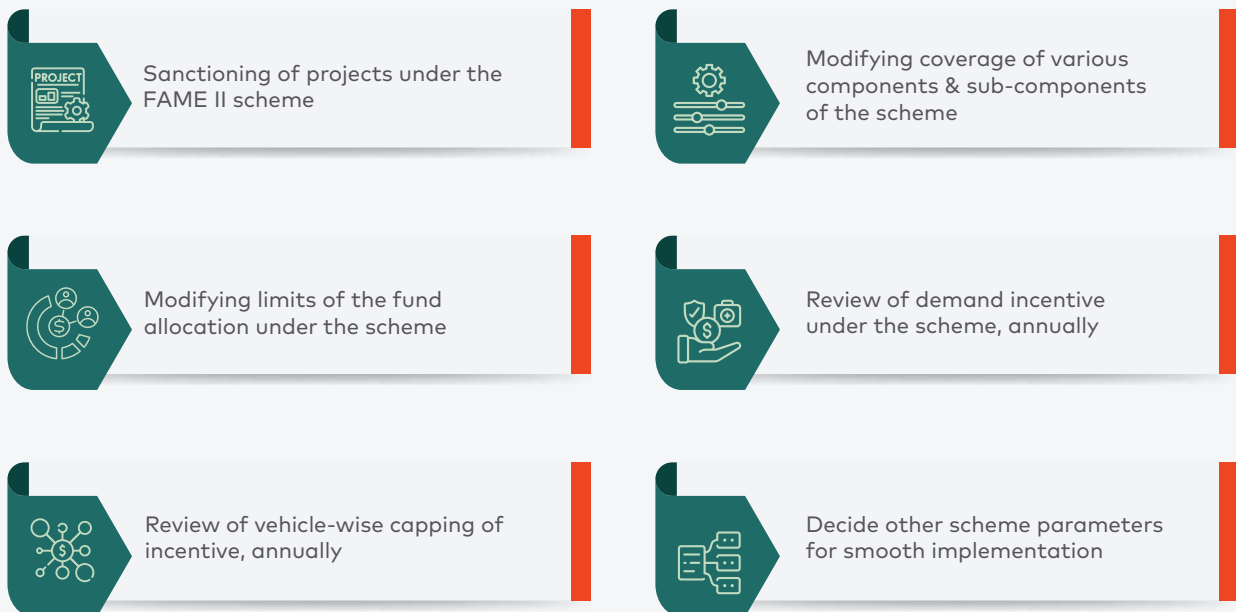 PROJECT
Sanctioning of projects under the
FAME II scheme
Modifying coverage of various
components & sub-components
of the scheme
$
Modifying limits of the fund
allocation under the scheme
$
Review of demand incentive
under the scheme, annually
$
Review of vehicle-wise capping of
incentive, annually
Decide other scheme parameters
for smooth implementation